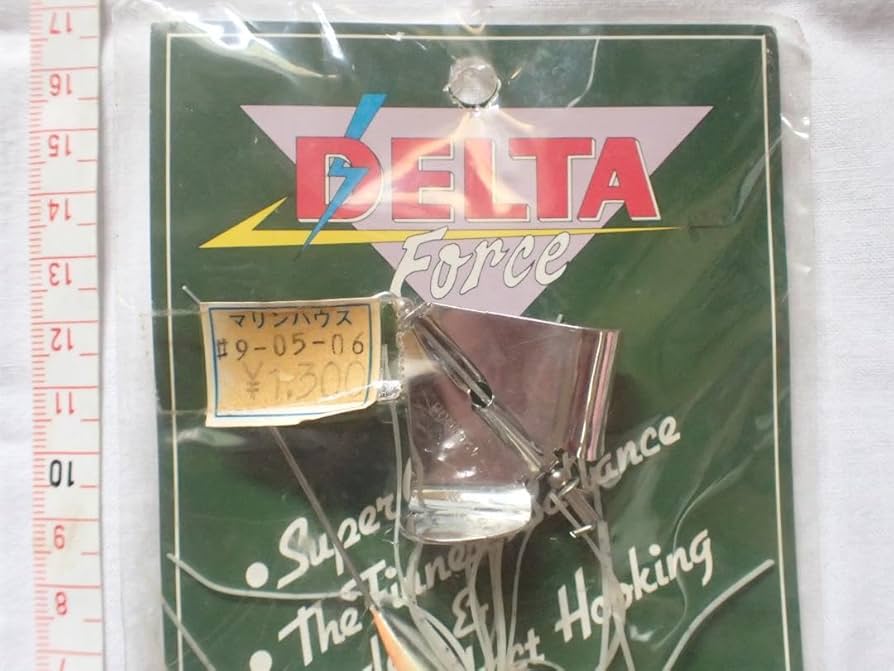 17
16
15
14
13
12
11
10
9
8
DELTA
Force
マリンハウス
#9-05-06
¥1,300
• Super
• The
&
Hooking